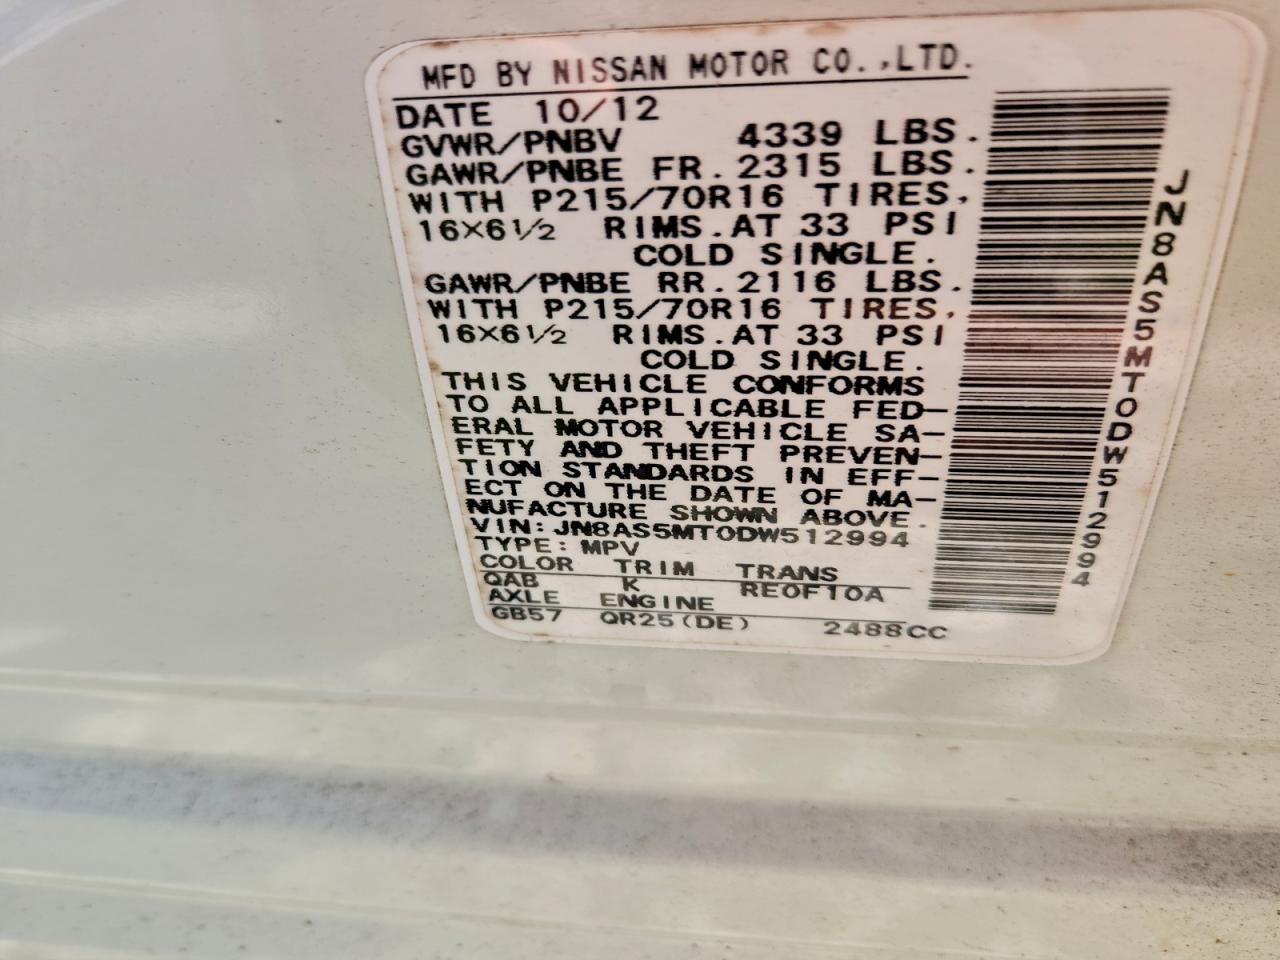 MFD BY NISSAN MOTOR CO.,LTD.
DATE 10/12
GVWR/PNBV 4339 LBS.
GAWR/PNBE FR. 2315 LBS.
WITH P215/70R16 TIRES,
16×6½ RIMS. AT 33 PSI
COLD SINGLE.
GAWR/PNBE RR. 2116 LBS.
WITH P215/70R16 TIRES,
16×6½ RIMS. AT 33 PSI
COLD SINGLE.
THIS VEHICLE CONFORMS
TO ALL APPLICABLE FED-
ERAL MOTOR VEHICLE SA-
FETY AND THEFT PREVEN-
TION STANDARDS IN EFF-
ECT ON THE DATE OF MA-
NUFACTURE SHOWN ABOVE.
VIN: JN8AS5MT0DW512994
TYPE: MPV
COLOR TRIM TRANS
QAB K RE0F10A
AXLE ENGINE
GB57 QR25(DE) 2488CC
JN8AS5MT0DW512994